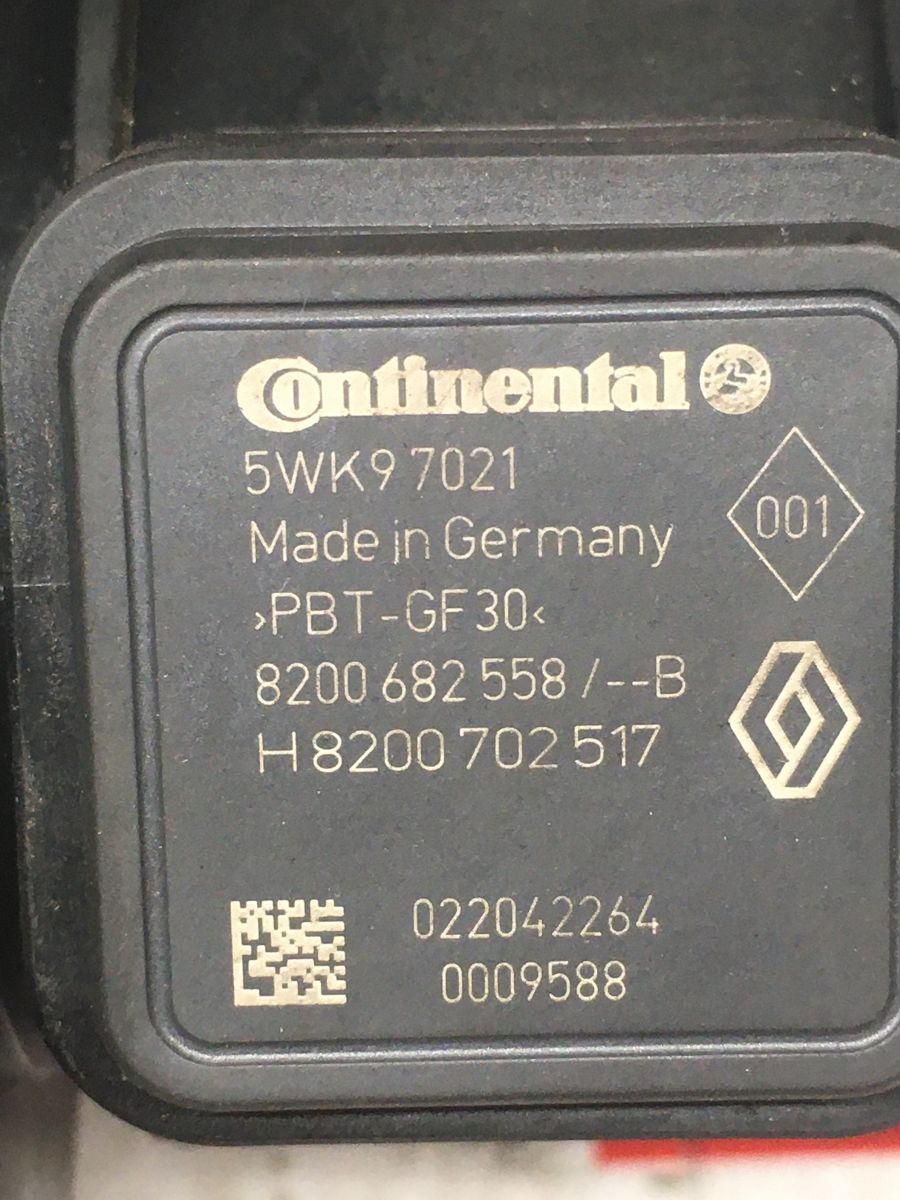 Continental
5WK9 7021
Made in Germany
001
›PBT-GF30‹
8200 682 558 /--B
H 8200 702 517
022042264
0009588